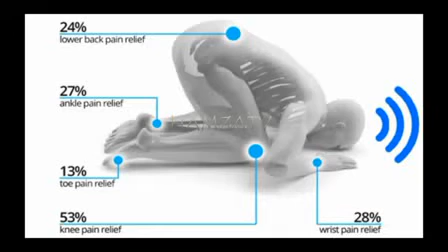 24%
lower back pain relief
27%
ankle pain relief
13%
toe pain relief
53%
knee pain relief
28%
wrist pain relief